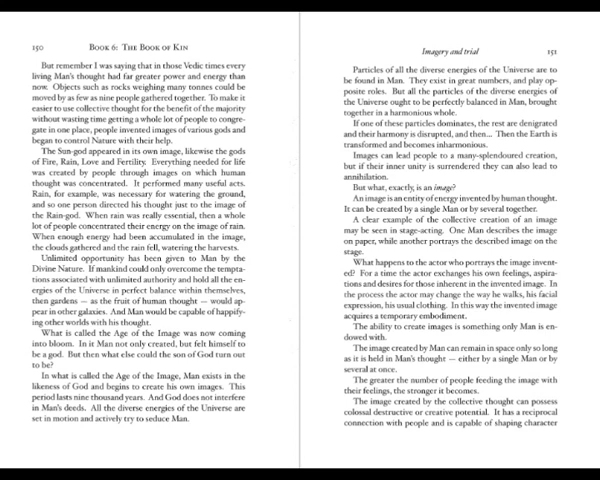 150 BOOK 6: THE BOOK OF KIN
But remember I was saying that in those Vedic times every
living Man's thought had far greater power and energy than
now. Objects such as rocks weighing many tonnes could be
moved by as few as nine people gathered together. To make it
easier to use collective thought for the benefit of the majority
without wasting time getting a whole lot of people to congre-
gate in one place, people invented images of various gods and
began to control Nature with their help.
The Sun-god appeared in its own image, likewise the gods
of Fire, Rain, Love and Fertility. Everything needed for life
was created by people through images on which human
thought was concentrated. It performed many useful acts.
Rain, for example, was necessary for watering the ground,
and so one person directed his thought just to the image of
the Rain-god. When rain was really essential, then a whole
lot of people concentrated their energy on the image of rain.
When enough energy had been accumulated in the image,
the clouds gathered and the rain fell, watering the harvests.
Unlimited opportunity has been given to Man by the
Divine Nature. If mankind could only overcome the tempta-
tions associated with unlimited authority and hold all the en-
ergies of the Universe in perfect balance within themselves,
then gardens — as the fruit of human thought — would ap-
pear in other galaxies. And Man would be capable of happify-
ing other worlds with his thought.
What is called the Age of the Image was now coming
into bloom. In it Man not only created, but felt himself to
be a god. But then what else could the son of God turn out
to be?
In what is called the Age of the Image, Man exists in the
likeness of God and begins to create his own images. This
period lasts nine thousand years. And God does not interfere
in Man's deeds. All the diverse energies of the Universe are
set in motion and actively try to seduce Man.
Imagery and trial 151
Particles of all the diverse energies of the Universe are to
be found in Man. They exist in great numbers, and play op-
posite roles. But all the particles of the diverse energies of
the Universe ought to be perfectly balanced in Man, brought
together in a harmonious whole.
If one of these particles dominates, the rest are denigrated
and their harmony is disrupted, and then... Then the Earth is
transformed and becomes inharmonious.
Images can lead people to a many-splendoured creation,
but if their inner unity is surrendered they can also lead to
annihilation.
But what, exactly, is an image?
An image is an entity of energy invented by human thought.
It can be created by a single Man or by several together.
A clear example of the collective creation of an image
may be seen in stage-acting. One Man describes the image
on paper, while another portrays the described image on the
stage.
What happens to the actor who portrays the image invent-
ed? For a time the actor exchanges his own feelings, aspira-
tions and desires for those inherent in the invented image. In
the process the actor may change the way he walks, his facial
expression, his usual clothing. In this way the invented image
acquires a temporary embodiment.
The ability to create images is something only Man is en-
dowed with.
The image created by Man can remain in space only so long
as it is held in Man's thought — either by a single Man or by
several at once.
The greater the number of people feeding the image with
their feelings, the stronger it becomes.
The image created by the collective thought can possess
colossal destructive or creative potential. It has a reciprocal
connection with people and is capable of shaping character